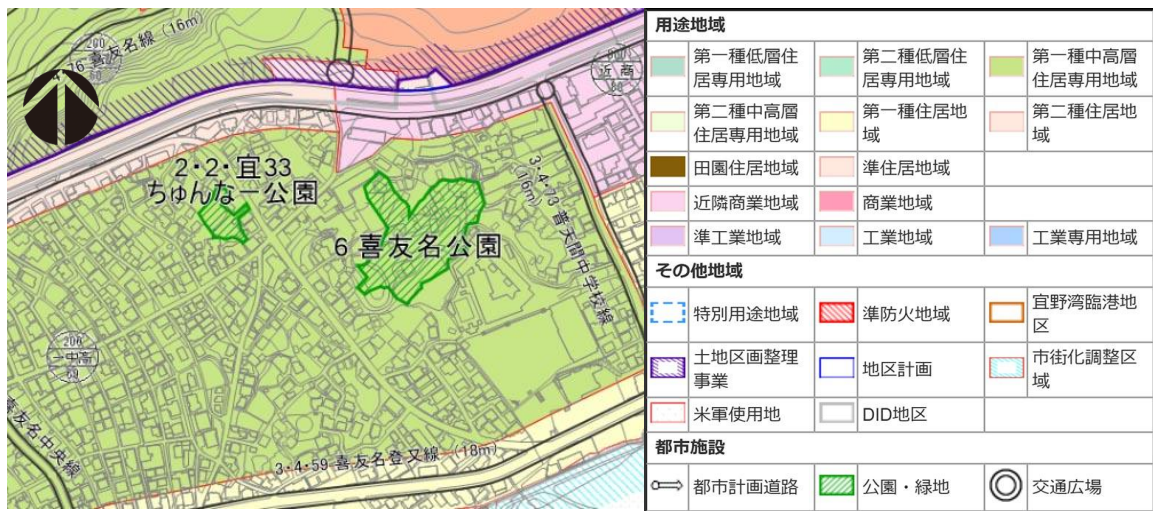 16 喜友名線 (16m)
200
60
近商
80
2・2・宜33
ちゅんなー公園
6 喜友名公園
3・4・73 普天間中学校線
(16m)
200
一中高
60
喜友名中央線
3・4・59 喜友名登又線 (18m)
用途地域
第一種低層住
居専用地域
第二種低層住
居専用地域
第一種中高層
住居専用地域
第二種中高層
住居専用地域
第一種住居地
域
第二種住居地
域
田園住居地域
準住居地域
近隣商業地域
商業地域
準工業地域
工業地域
工業専用地域
その他地域
特別用途地域
準防火地域
宜野湾臨港地
区
土地区画整理
事業
地区計画
市街化調整区
域
米軍使用地
DID地区
都市施設
都市計画道路
公園・緑地
交通広場